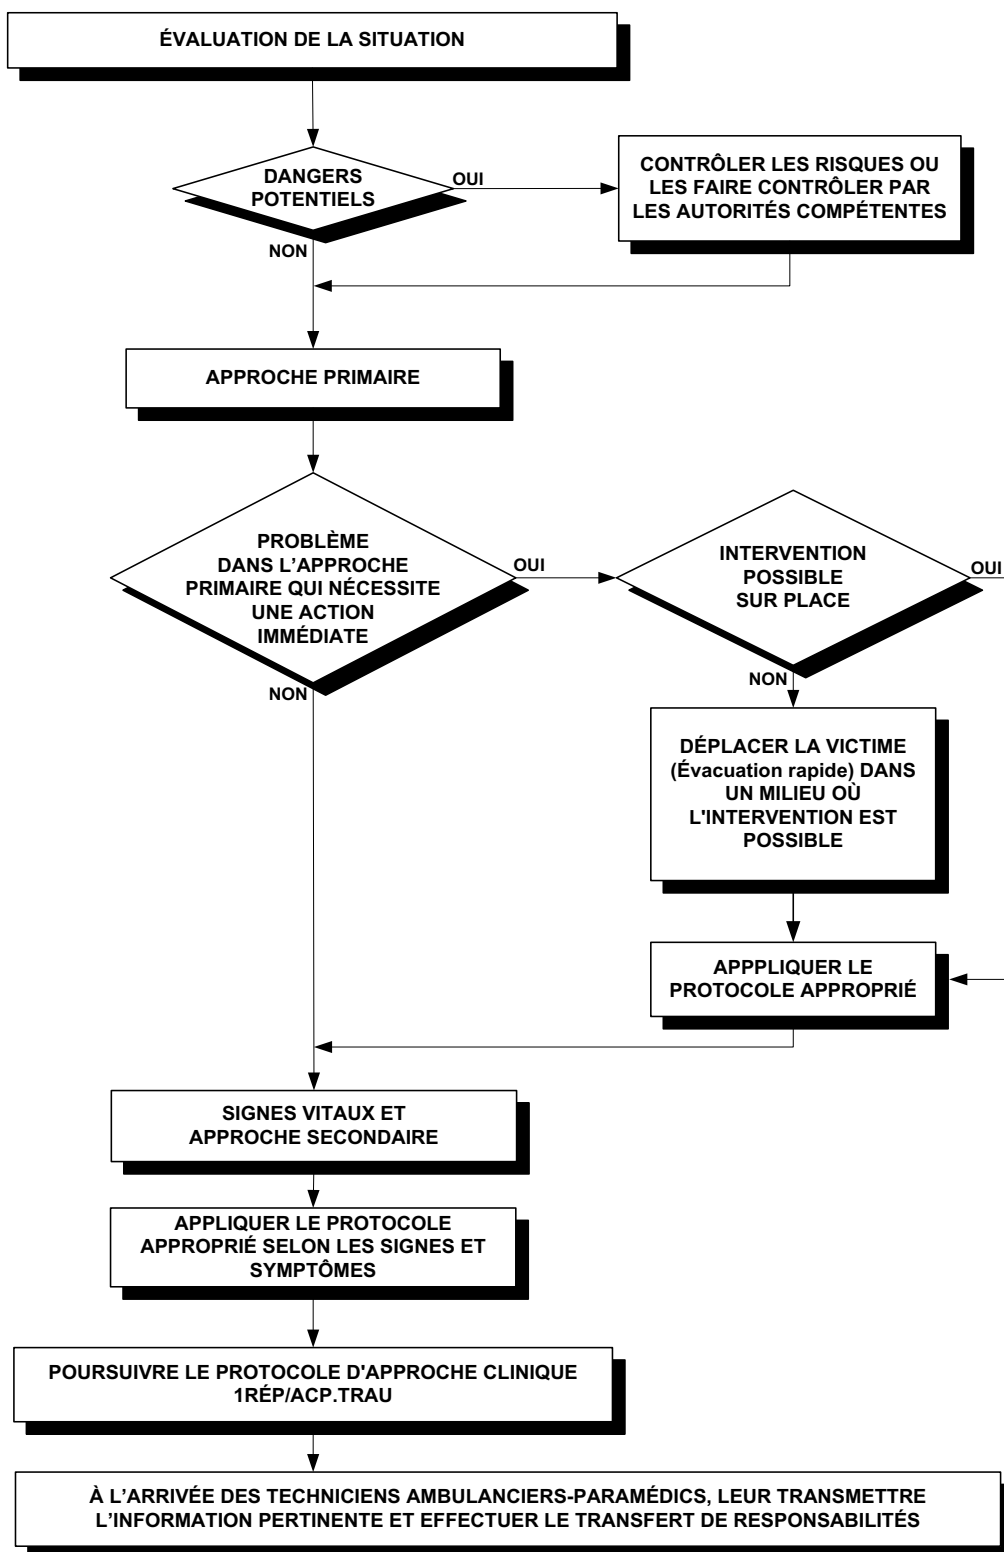 ÉVALUATION DE LA SITUATION
DANGERS
POTENTIELS
OUI
CONTRÔLER LES RISQUES OU
LES FAIRE CONTRÔLER PAR
LES AUTORITÉS COMPÉTENTES
NON
APPROCHE PRIMAIRE
PROBLÈME
DANS L'APPROCHE
PRIMAIRE QUI NÉCESSITE
UNE ACTION
IMMÉDIATE
OUI
INTERVENTION
POSSIBLE
SUR PLACE
OUI
NON
NON
DÉPLACER LA VICTIME
(Évacuation rapide) DANS
UN MILIEU OÙ
L'INTERVENTION EST
POSSIBLE
APPPLIQUER LE
PROTOCOLE APPROPRIÉ
SIGNES VITAUX ET
APPROCHE SECONDAIRE
APPLIQUER LE PROTOCOLE
APPROPRIÉ SELON LES SIGNES ET
SYMPTÔMES
POURSUIVRE LE PROTOCOLE D'APPROCHE CLINIQUE
1RÉP/ACP.TRAU
À L'ARRIVÉE DES TECHNICIENS AMBULANCIERS-PARAMÉDICS, LEUR TRANSMETTRE
L'INFORMATION PERTINENTE ET EFFECTUER LE TRANSFERT DE RESPONSABILITÉS